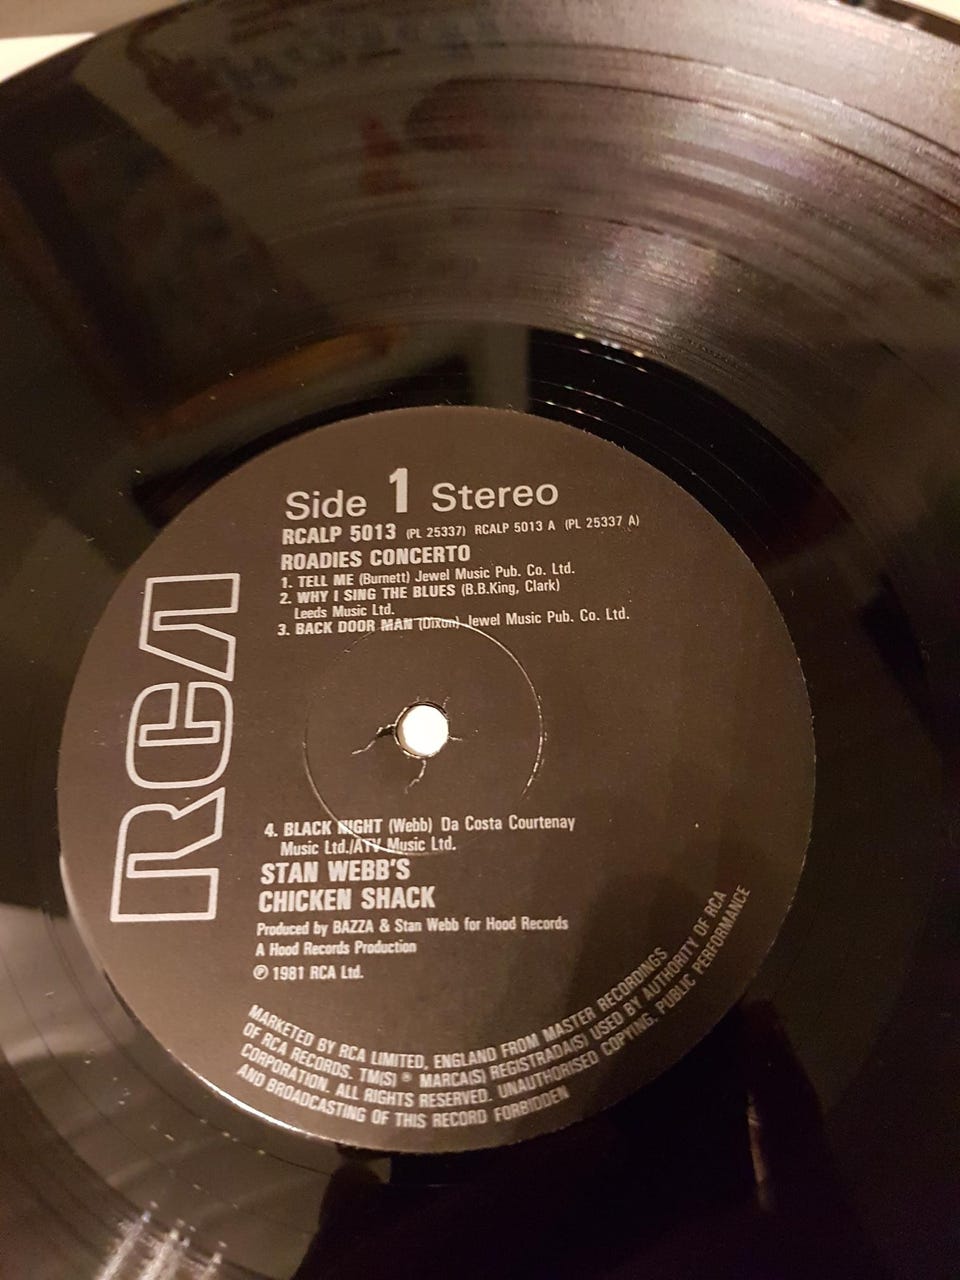 RCA
Side 1 Stereo
RCALP 5013 (PL 25337) RCALP 5013 A (PL 25337 A)
ROADIES CONCERTO
1. TELL ME (Burnett) Jewel Music Pub. Co. Ltd.
2. WHY I SING THE BLUES (B.B.King, Clark)
Leeds Music Ltd.
3. BACK DOOR MAN (Dixon) Jewel Music Pub. Co. Ltd.
4. BLACK NIGHT (Webb) Da Costa Courtenay
Music Ltd./ATV Music Ltd.
STAN WEBB'S
CHICKEN SHACK
Produced by BAZZA & Stan Webb for Hood Records
A Hood Records Production
℗ 1981 RCA Ltd.
MARKETED BY RCA LIMITED, ENGLAND FROM MASTER RECORDINGS
OF RCA RECORDS. TM(S) ® MARCA(S) REGISTRADA(S) USED BY AUTHORITY OF RCA
CORPORATION. ALL RIGHTS RESERVED. UNAUTHORISED COPYING. PUBLIC PERFORMANCE
AND BROADCASTING OF THIS RECORD FORBIDDEN